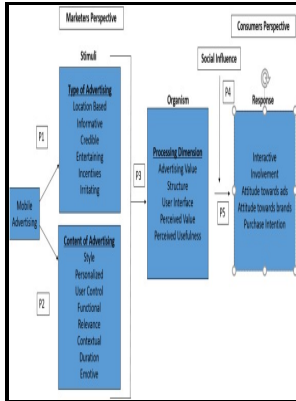 Marketers Perspective
Consumers Perspective
Stimuli
Social Influence
Type of Advertising
Location Based
Informative
Credible
Entertaining
Incentives
Irritating
P1
Mobile
Advertising
P2
Content of Advertising
Style
Personalized
User Control
Functional
Relevance
Contextual
Duration
Emotive
P3
Organism
Processing Dimension
Advertising Value
Structure
User Interface
Perceived Value
Perceived Usefulness
P4
P5
Response
Interactive
Involvement
Attitude towards ads
Attitude towards brands
Purchase Intention